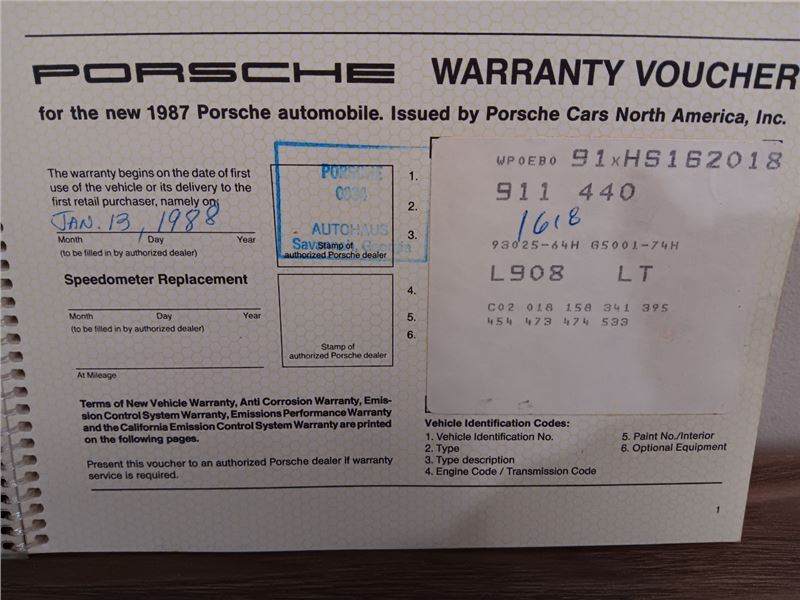 PORSCHE WARRANTY VOUCHER
for the new 1987 Porsche automobile. Issued by Porsche Cars North America, Inc.
The warranty begins on the date of first
use of the vehicle or its delivery to the
first retail purchaser, namely on:
JAN. 13, 1988
Month Day Year
(to be filled in by authorized dealer)
Speedometer Replacement
Month Day Year
(to be filled in by authorized dealer)
At Mileage
PORSCHE
AUTOHAUS
Stamp of
authorized Porsche dealer
Stamp of
authorized Porsche dealer
1.
2.
3.
4.
5.
6.
WP0EB0 91xHS162018
911 440
1618
93025-64H G5001-74H
L908 LT
C02 018 158 341 395
454 473 474 533
Terms of New Vehicle Warranty, Anti Corrosion Warranty, Emis-
sion Control System Warranty, Emissions Performance Warranty
and the California Emission Control System Warranty are printed
on the following pages.
Present this voucher to an authorized Porsche dealer if warranty
service is required.
Vehicle Identification Codes:
1. Vehicle Identification No.
2. Type
3. Type description
4. Engine Code / Transmission Code
5. Paint No./Interior
6. Optional Equipment
1